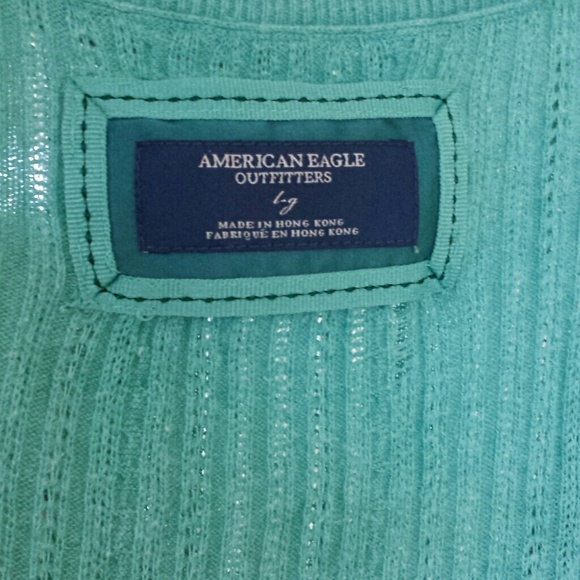 AMERICAN EAGLE
OUTFITTERS
L-g
MADE IN HONG KONG
FABRIQUÉ EN HONG KONG